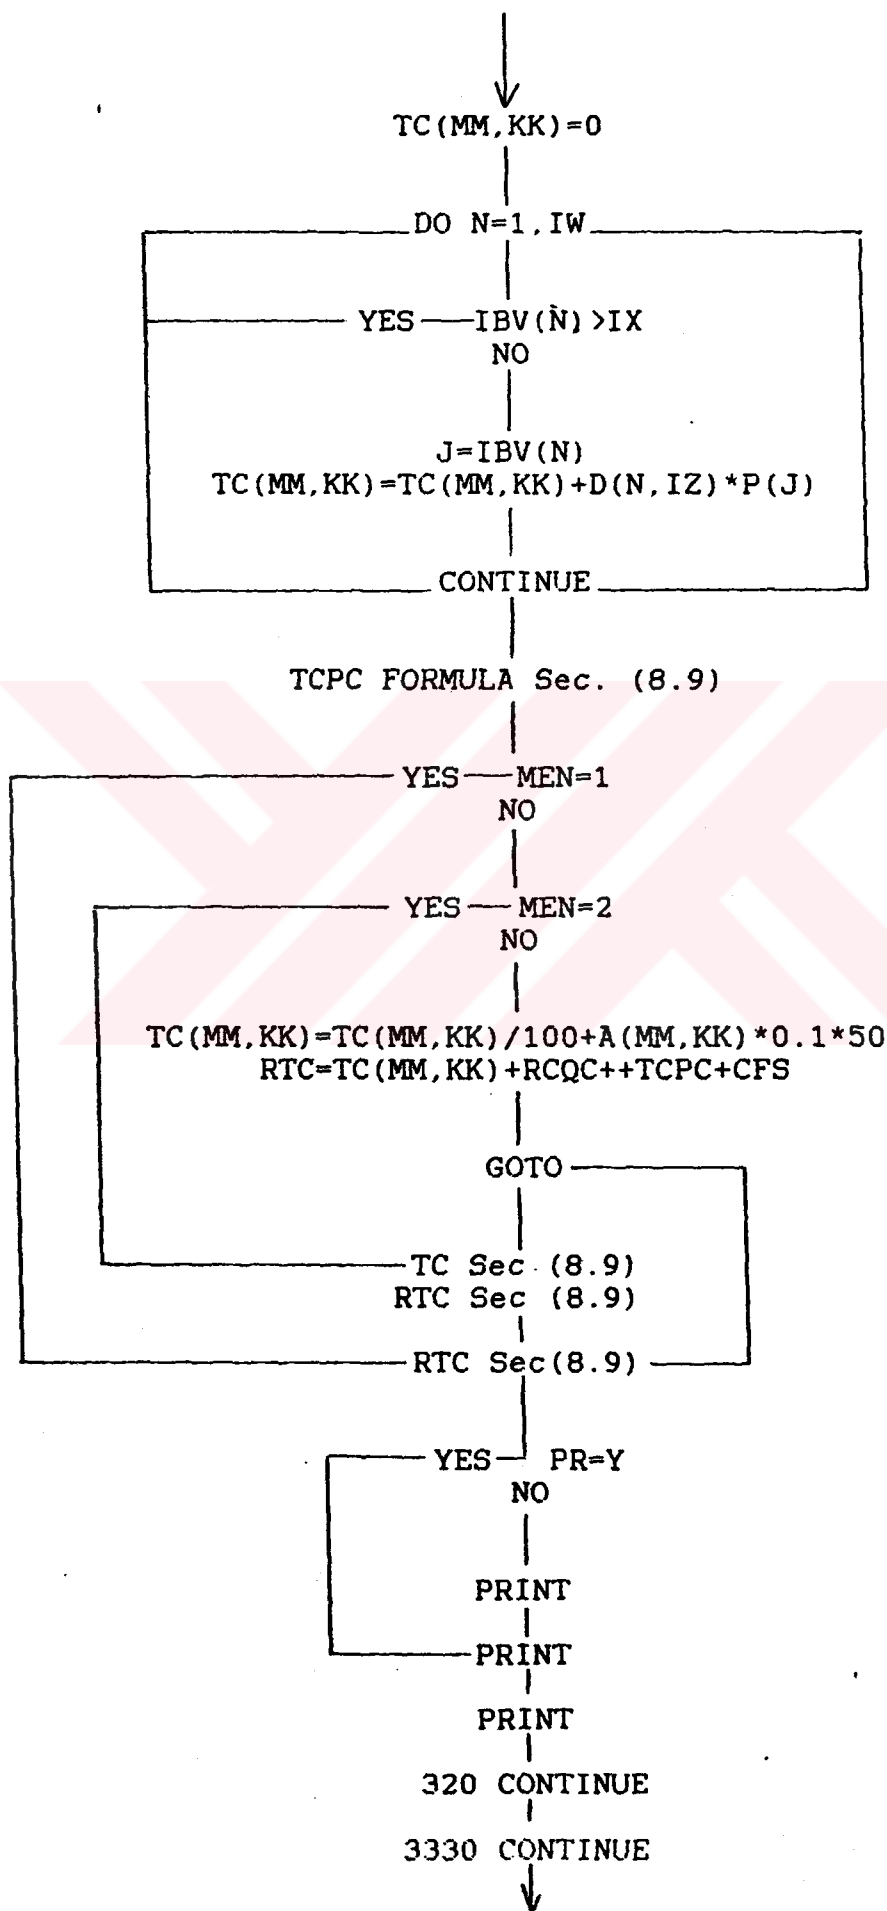 TC(MM,KK)=0
DO N=1,IW
YES IBV(N)>IX
NO
J=IBV(N)
TC(MM,KK)=TC(MM,KK)+D(N,IZ)*P(J)
CONTINUE
TCPC FORMULA Sec. (8.9)
YES MEN=1
NO
YES MEN=2
NO
TC(MM,KK)=TC(MM,KK)/100+A(MM,KK)*0.1*50
RTC=TC(MM,KK)+RCQC++TCPC+CFS
GOTO
TC Sec. (8.9)
RTC Sec (8.9)
RTC Sec(8.9)
YES PR=Y
NO
PRINT
PRINT
PRINT
320 CONTINUE
3330 CONTINUE